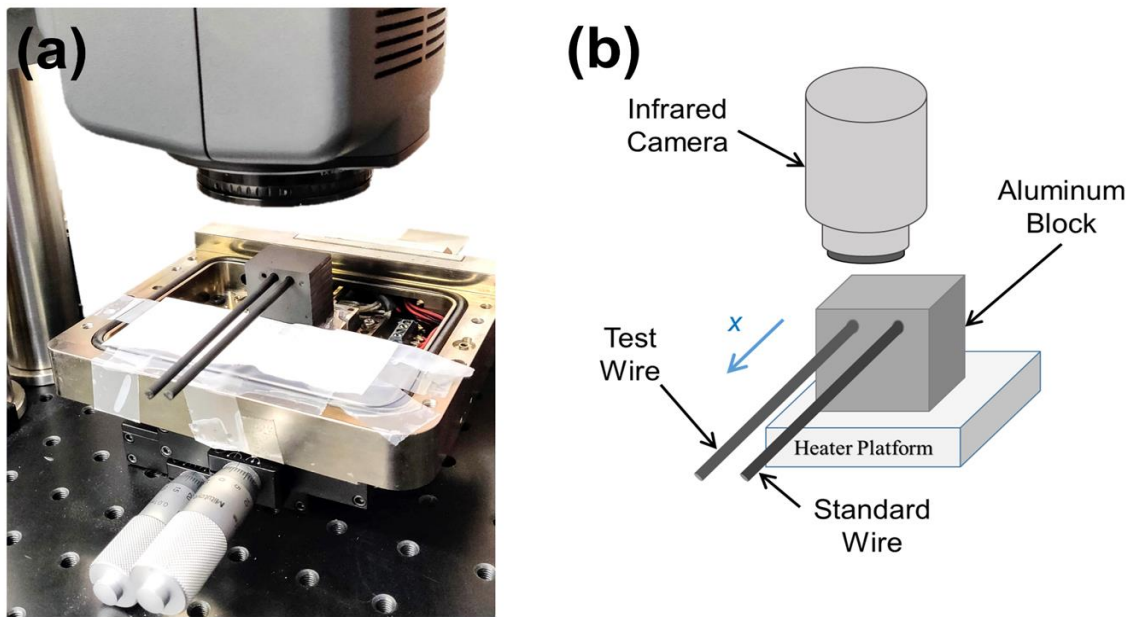 (a)
(b)
Infrared
Camera
Aluminum
Block
x
Test
Wire
Heater Platform
Standard
Wire